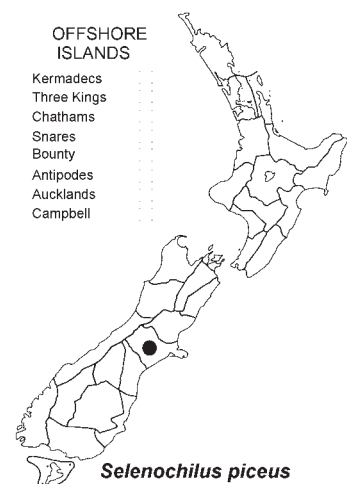 OFFSHORE
ISLANDS
Kermadecs
Three Kings
Chathams
Snares
Bounty
Antipodes
Aucklands
Campbell
Selenochilus piceus